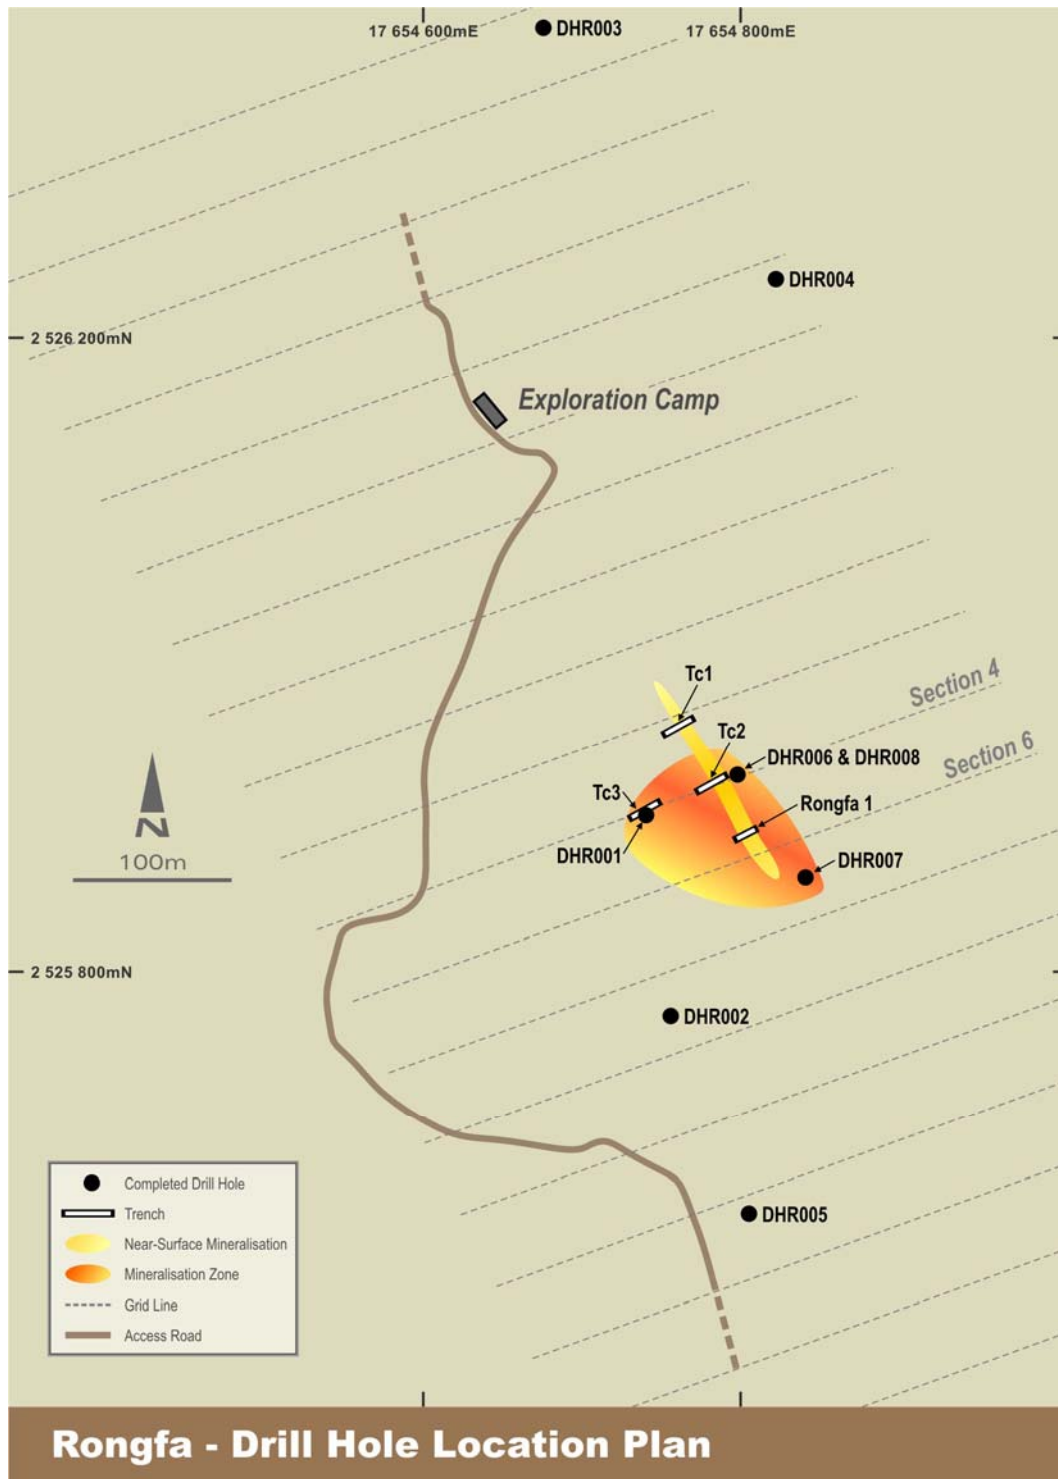 17 654 600mE
DHR003
17 654 800mE
DHR004
2 526 200mN
Exploration Camp
Section 4
Tc1
Tc2
Section 6
DHR006 & DHR008
Tc3
Rongfa 1
N
DHR001
DHR007
100m
2 525 800mN
DHR002
Completed Drill Hole
Trench
DHR005
Near-Surface Mineralisation
Mineralisation Zone
Grid Line
Access Road
Rongfa - Drill Hole Location Plan